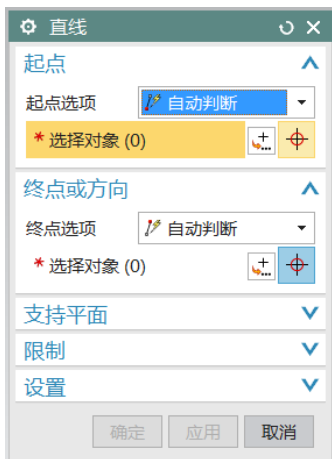 直线
起点
起点选项 自动判断
* 选择对象 (0)
终点或方向
终点选项 自动判断
* 选择对象 (0)
支持平面
限制
设置
确定 应用 取消